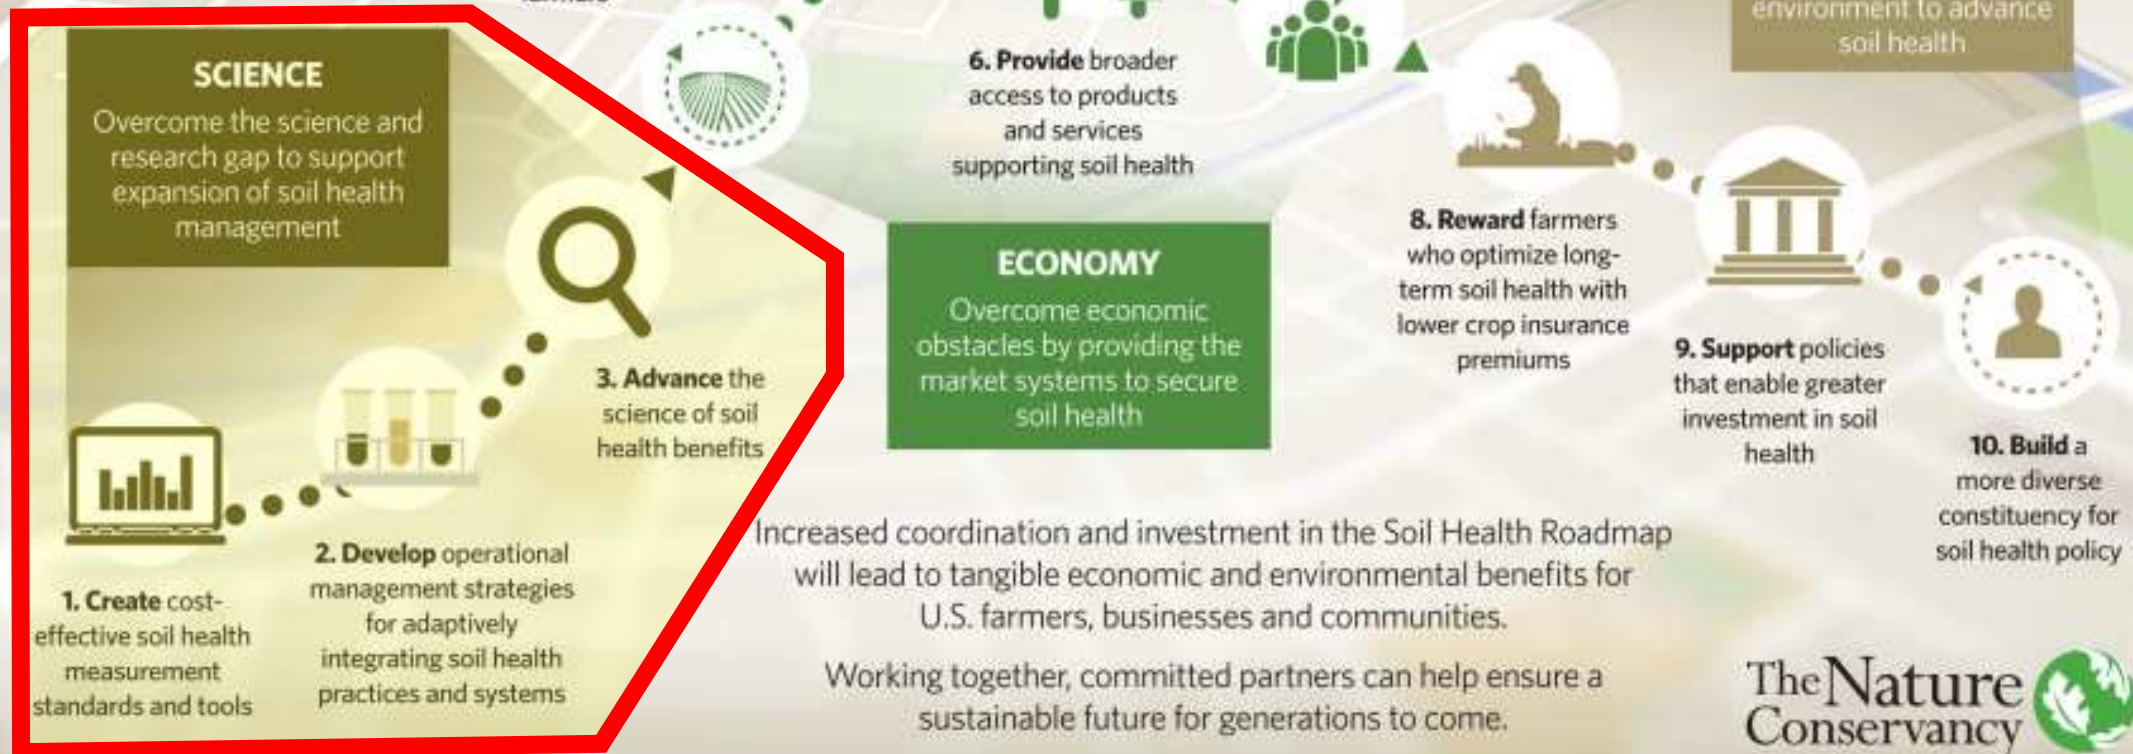 SCIENCE
Overcome the science and
research gap to support
expansion of soil health
management
1. Create cost-
effective soil health
measurement
standards and tools
2. Develop operational
management strategies
for adaptively
integrating soil health
practices and systems
3. Advance the
science of soil
health benefits
6. Provide broader
access to products
and services
supporting soil health
ECONOMY
Overcome economic
obstacles by providing the
market systems to secure
soil health
environment to advance
soil health
8. Reward farmers
who optimize long-
term soil health with
lower crop insurance
premiums
9. Support policies
that enable greater
investment in soil
health
10. Build a
more diverse
constituency for
soil health policy
Increased coordination and investment in the Soil Health Roadmap
will lead to tangible economic and environmental benefits for
U.S. farmers, businesses and communities.
Working together, committed partners can help ensure a
sustainable future for generations to come.
The Nature
Conservancy